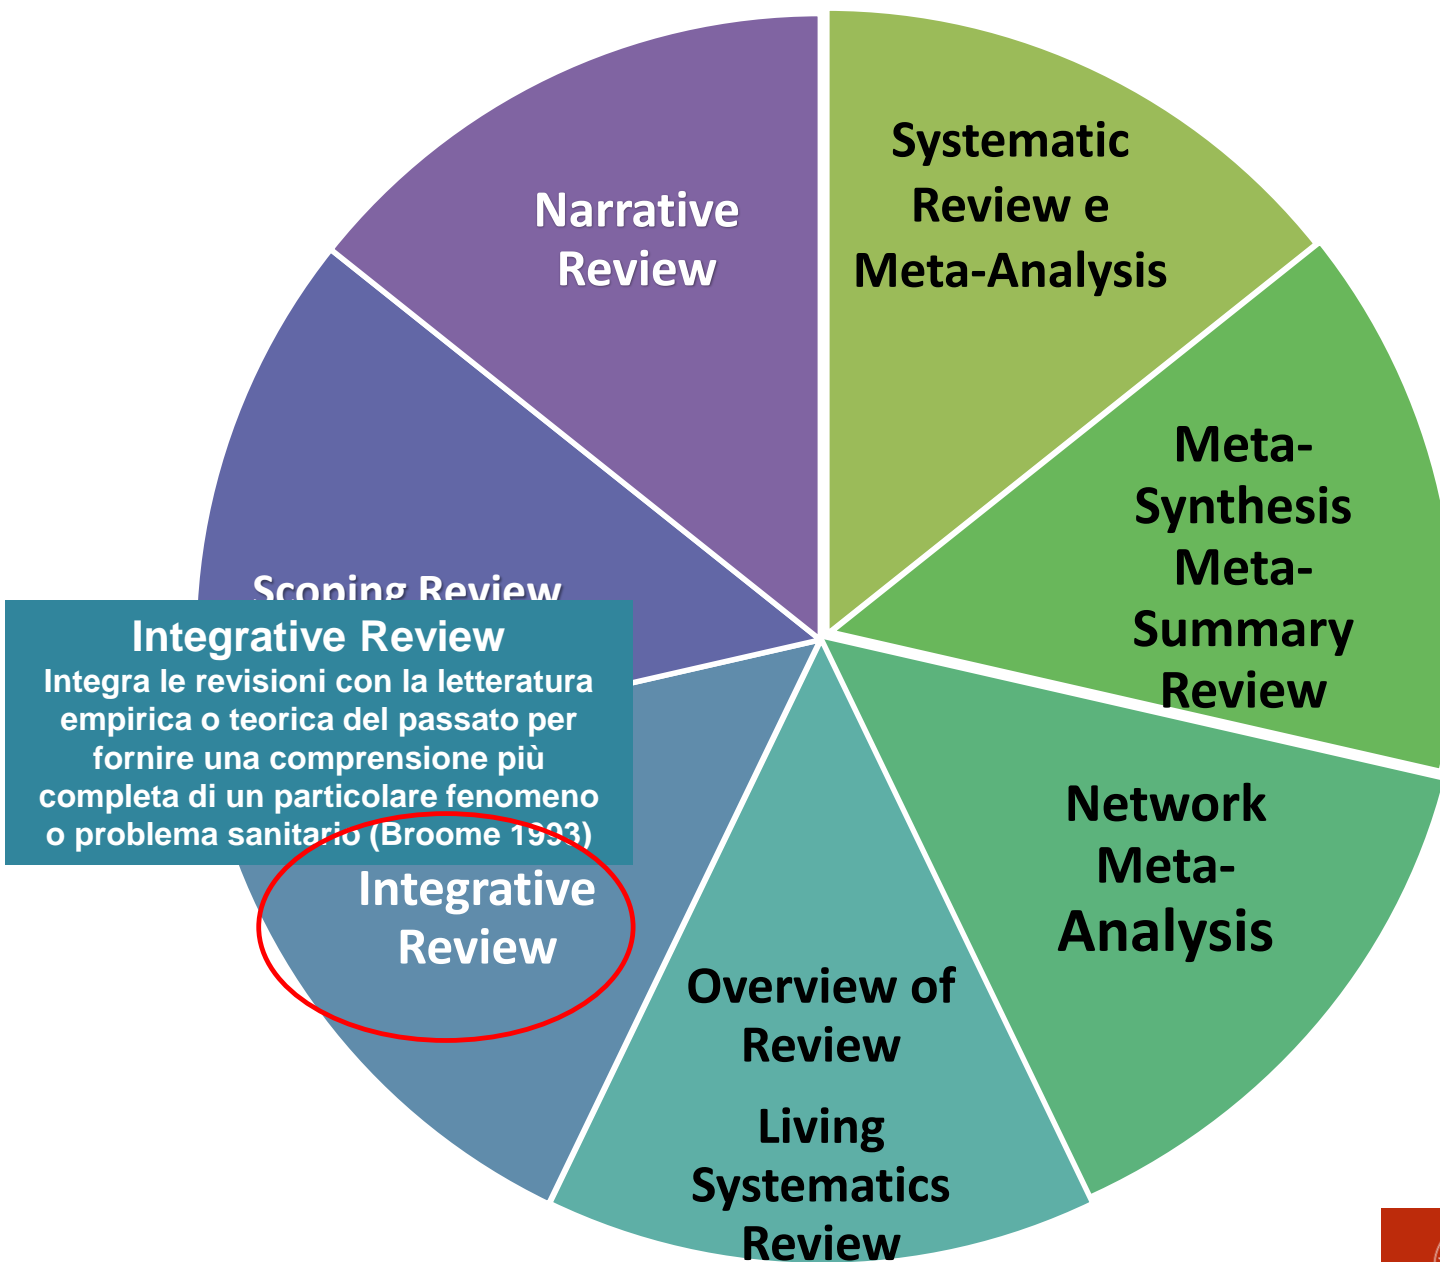 Narrative
Review
Systematic
Review e
Meta-Analysis
Meta-
Synthesis
Meta-
Summary
Review
Network
Meta-
Analysis
Overview of
Review
Living
Systematics
Review
Scoping Review
Integrative Review
Integra le revisioni con la letteratura
empirica o teorica del passato per
fornire una comprensione più
completa di un particolare fenomeno
o problema sanitario (Broome 1993)
Integrative
Review